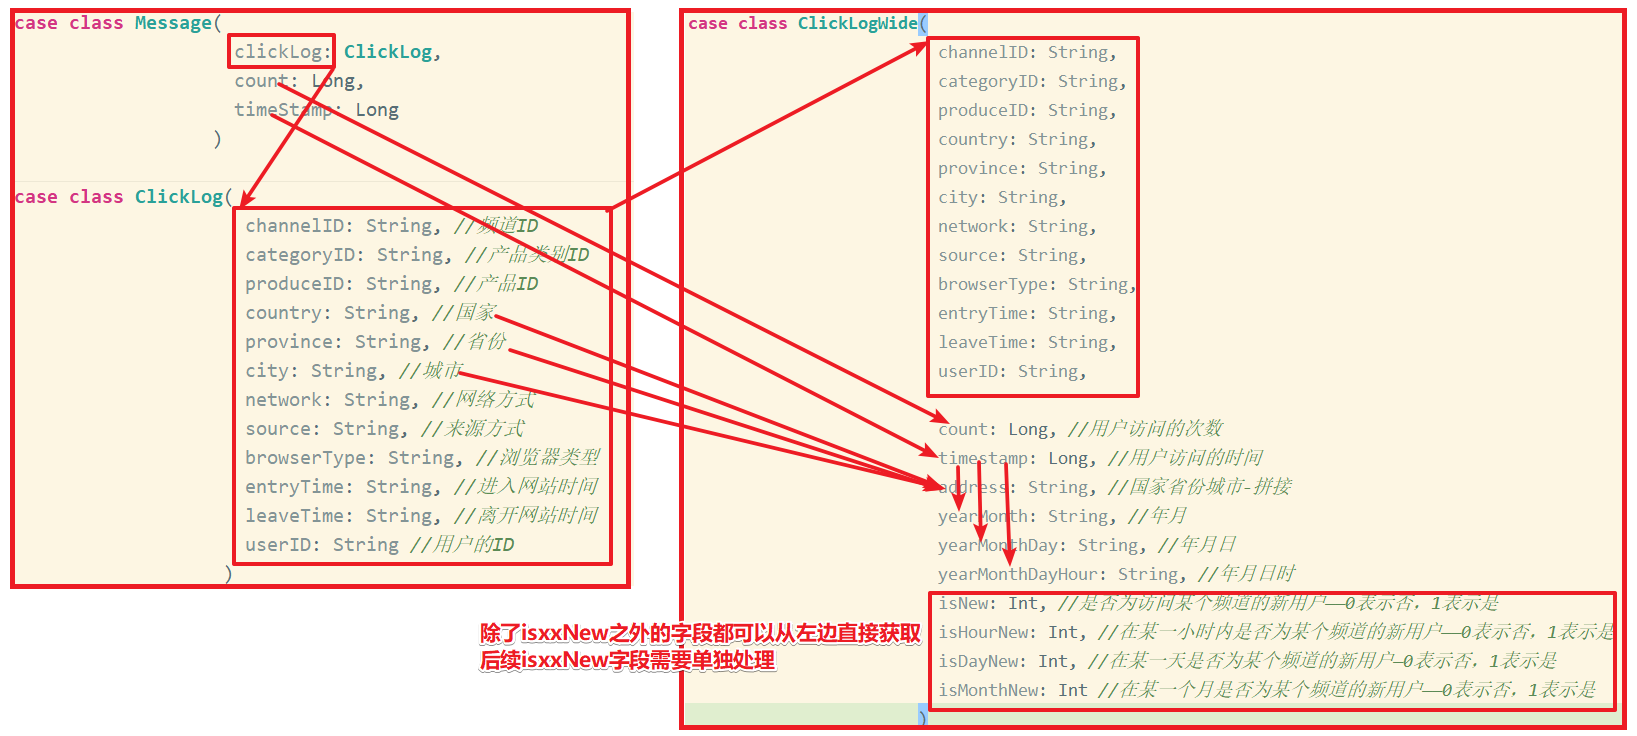 case class Message(
clickLog: ClickLog,
count: Long,
timeStamp: Long
)
case class ClickLog(
channelID: String, //频道ID
categoryID: String, //产品类别ID
produceID: String, //产品ID
country: String, //国家
province: String, //省份
city: String, //城市
network: String, //网络方式
source: String, //来源方式
browserType: String, //浏览器类型
entryTime: String, //进入网站时间
leaveTime: String, //离开网站时间
userID: String //用户的ID
)
case class ClickLogWide(
channelID: String,
categoryID: String,
produceID: String,
country: String,
province: String,
city: String,
network: String,
source: String,
browserType: String,
entryTime: String,
leaveTime: String,
userID: String,
count: Long, //用户访问的次数
timestamp: Long, //用户访问的时间
address: String, //国家省份城市-拼接
yearMonth: String, //年月
yearMonthDay: String, //年月日
yearMonthDayHour: String, //年月日时
isNew: Int, //是否为访问某个频道的新用户——0表示否，1表示是
isHourNew: Int, //在某一小时内是否为某个频道的新用户——0表示否，1表示是
isDayNew: Int, //在某一天是否为某个频道的新用户—0表示否，1表示是
isMonthNew: Int //在某一个月是否为某个频道的新用户——0表示否，1表示是
)
除了isxxNew之外的字段都可以从左边直接获取
后续isxxNew字段需要单独处理